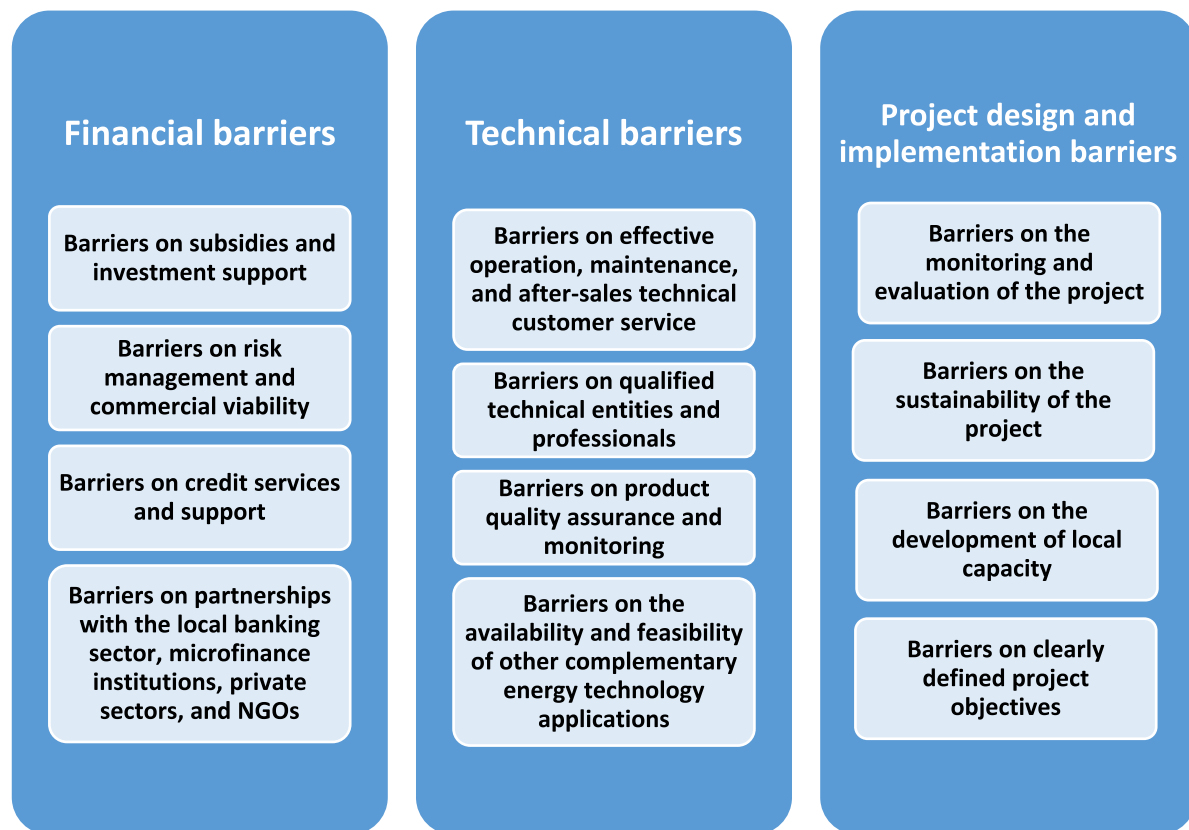 Financial barriers
Barriers on subsidies and
investment support
Barriers on risk
management and
commercial viability
Barriers on credit services
and support
Barriers on partnerships
with the local banking
sector, microfinance
institutions, private
sectors, and NGOs
Technical barriers
Barriers on effective
operation, maintenance,
and after-sales technical
customer service
Barriers on qualified
technical entities and
professionals
Barriers on product
quality assurance and
monitoring
Barriers on the
availability and feasibility
of other complementary
energy technology
applications
Project design and
implementation barriers
Barriers on the
monitoring and
evaluation of the project
Barriers on the
sustainability of the
project
Barriers on the
development of local
capacity
Barriers on clearly
defined project
objectives